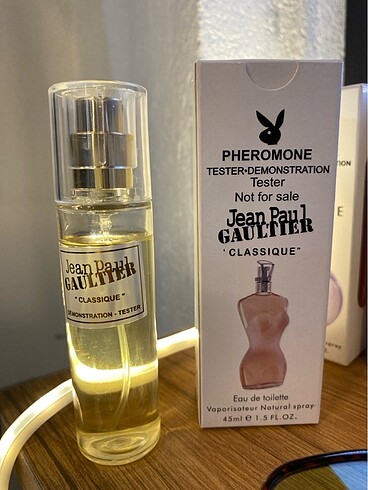 Jean Paul
GAULTIER
"CLASSIQUE"
DEMONSTRATION - TESTER
PHEROMONE
TESTER•DEMONSTRATION
Tester
Not for sale
Jean Paul
GAULTIER
'CLASSIQUE"
Eau de toilette
Vaporisateur Natural spray
45ml e 1.5 FL.OZ.